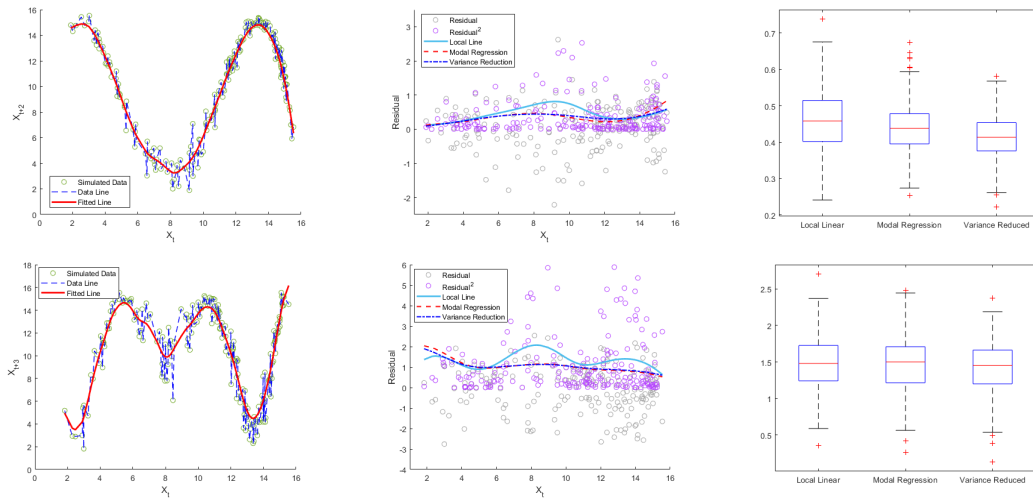 16
14
12
10
8
6
4
2
0
0 2 4 6 8 10 12 14 16
X_{t+2}
X_t
Simulated Data
Data Line
Fitted Line
3
2
1
0
-1
-2
2 4 6 8 10 12 14 16
Residual
X_t
Residual
Residual^2
Local Line
Modal Regression
Variance Reduction
0.7
0.6
0.5
0.4
0.3
0.2
Local Linear Modal Regression Variance Reduced
18
16
14
12
10
8
6
4
2
0
0 2 4 6 8 10 12 14 16
X_{t+3}
X_t
Simulated Data
Data Line
Fitted Line
6
5
4
3
2
1
0
-1
-2
-3
-4
2 4 6 8 10 12 14 16
Residual
X_t
Residual
Residual^2
Local Line
Modal Regression
Variance Reduction
2.5
2
1.5
1
0.5
Local Linear Modal Regression Variance Reduced